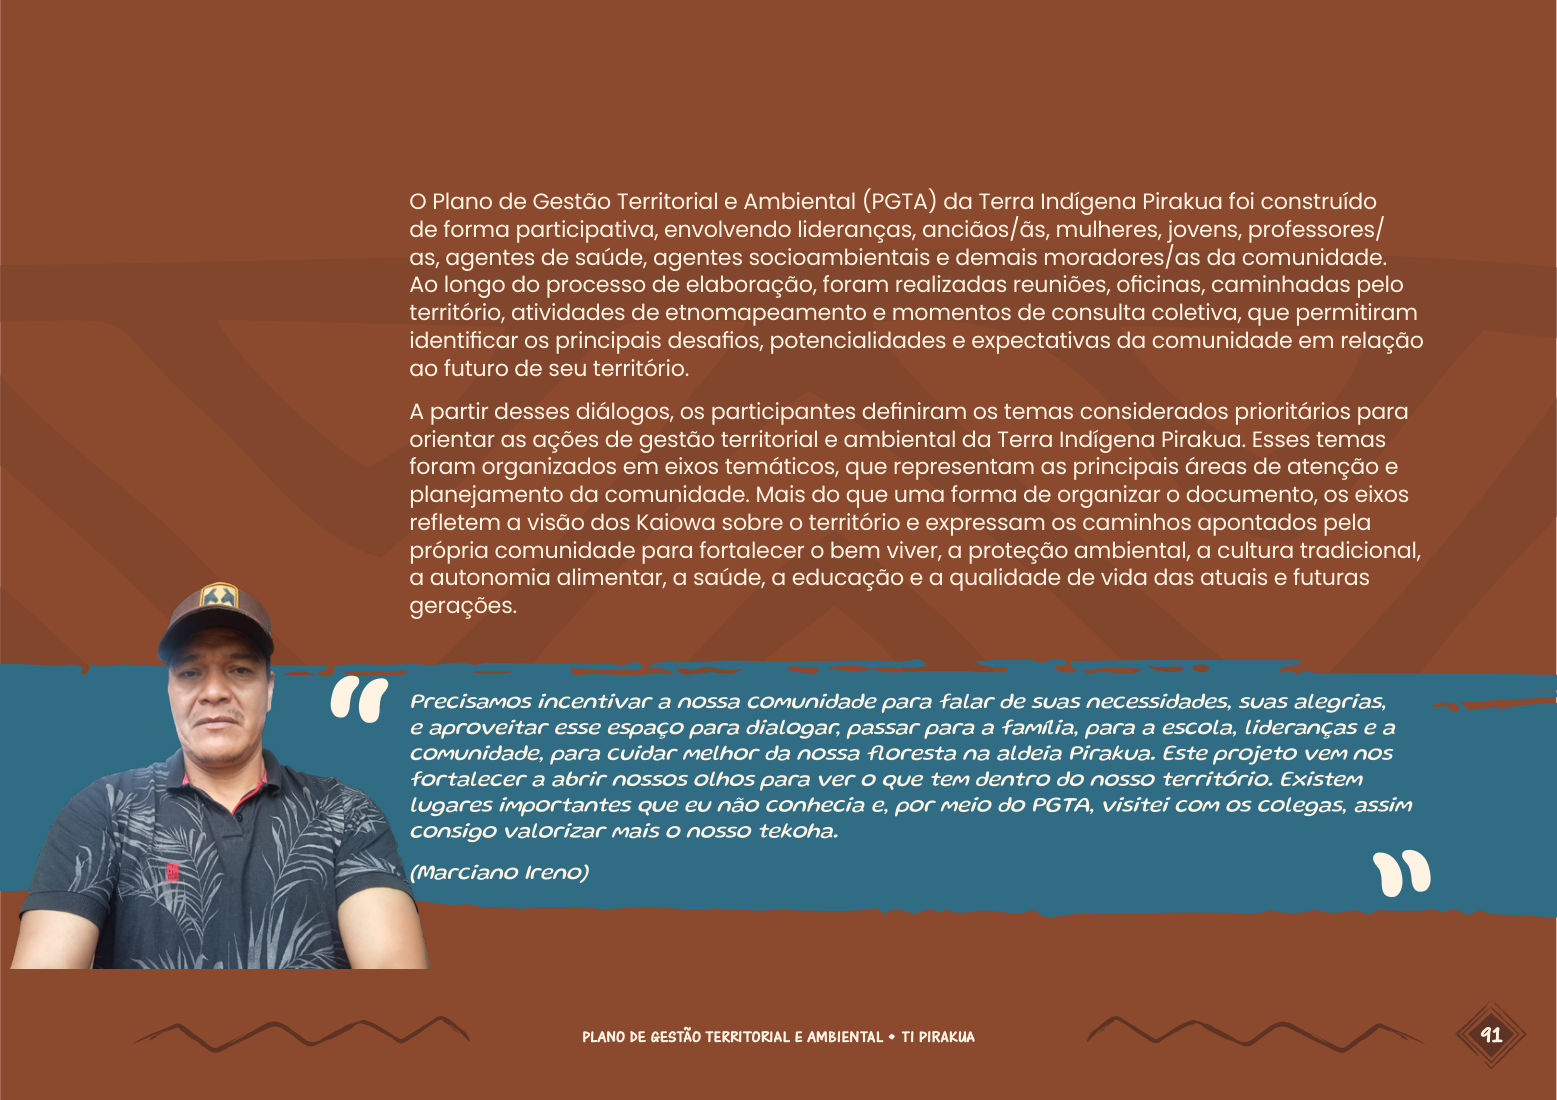 O Plano de Gestão Territorial e Ambiental (PGTA) da Terra Indígena Pirakua foi construído
de forma participativa, envolvendo lideranças, anciãos/ãs, mulheres, jovens, professores/
as, agentes de saúde, agentes socioambientais e demais moradores/as da comunidade.
Ao longo do processo de elaboração, foram realizadas reuniões, oficinas, caminhadas pelo
território, atividades de etnomapeamento e momentos de consulta coletiva, que permitiram
identificar os principais desafios, potencialidades e expectativas da comunidade em relação
ao futuro de seu território.
A partir desses diálogos, os participantes definiram os temas considerados prioritários para
orientar as ações de gestão territorial e ambiental da Terra Indígena Pirakua. Esses temas
foram organizados em eixos temáticos, que representam as principais áreas de atenção e
planejamento da comunidade. Mais do que uma forma de organizar o documento, os eixos
refletem a visão dos Kaiowa sobre o território e expressam os caminhos apontados pela
própria comunidade para fortalecer o bem viver, a proteção ambiental, a cultura tradicional,
a autonomia alimentar, a saúde, a educação e a qualidade de vida das atuais e futuras
gerações.
“Precisamos incentivar a nossa comunidade para falar de suas necessidades, suas alegrias,
e aproveitar esse espaço para dialogar, passar para a família, para a escola, lideranças e a
comunidade, para cuidar melhor da nossa floresta na aldeia Pirakua. Este projeto vem nos
fortalecer a abrir nossos olhos para ver o que tem dentro do nosso território. Existem
lugares importantes que eu não conhecia e, por meio do PGTA, visitei com os colegas, assim
consigo valorizar mais o nosso tekoha.
(Marciano Ireno)”
PLANO DE GESTÃO TERRITORIAL E AMBIENTAL • TI PIRAKUA
91